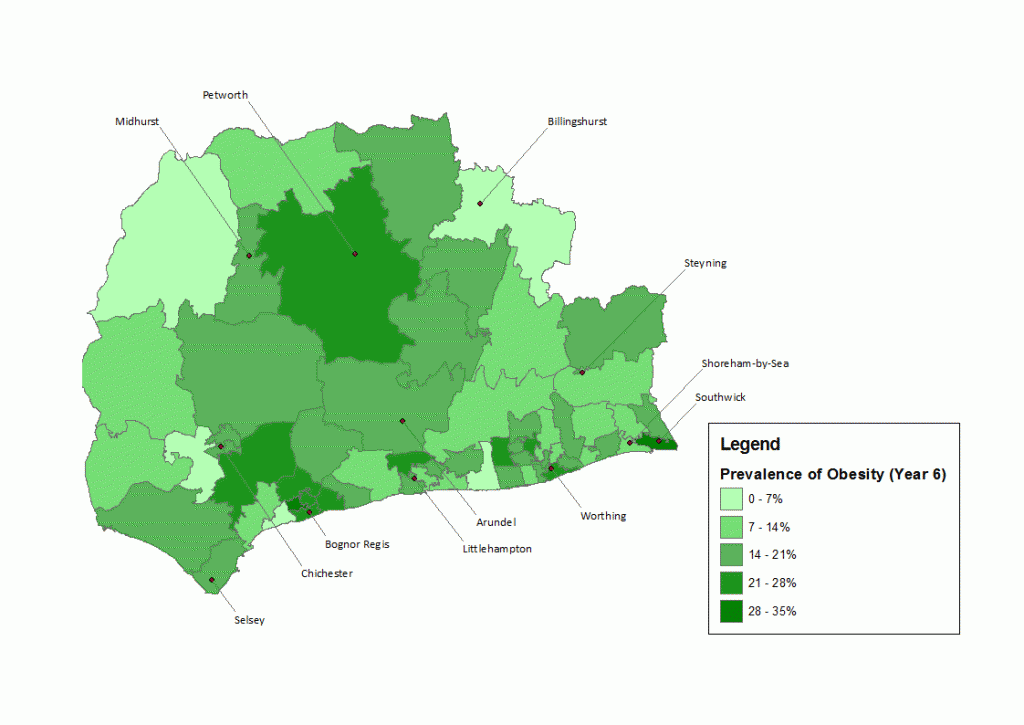 Petworth
Midhurst
Billingshurst
Steyning
Shoreham-by-Sea
Southwick
Worthing
Arundel
Littlehampton
Bognor Regis
Chichester
Selsey
Legend
Prevalence of Obesity (Year 6)
0 - 7%
7 - 14%
14 - 21%
21 - 28%
28 - 35%